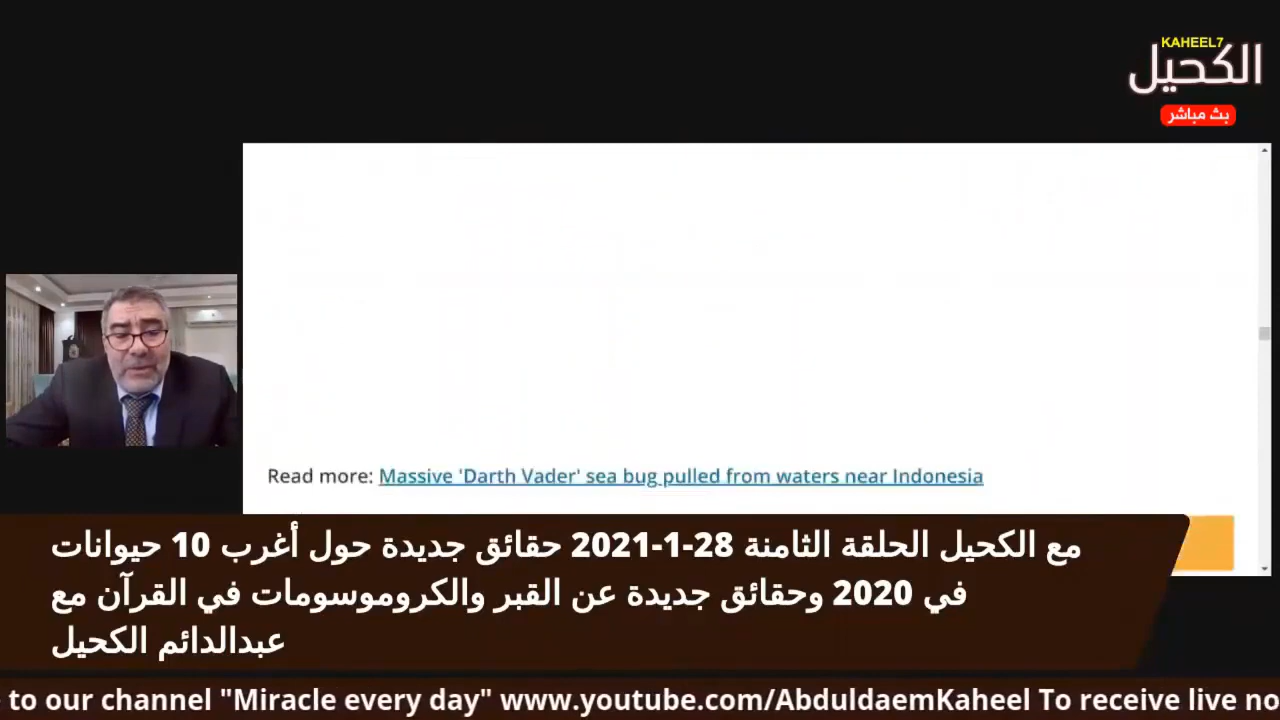 KAHEEL7
الكحيل
بث مباشر
Read more: Massive 'Darth Vader' sea bug pulled from waters near Indonesia
مع الكحيل الحلقة الثامنة 28-1-2021 حقائق جديدة حول أغرب 10 حيوانات
في 2020 وحقائق جديدة عن القبر والكروموسومات في القرآن مع
عبدالدائم الكحيل
to our channel "Miracle every day" www.youtube.com/AbduldaemKaheel To receive live no